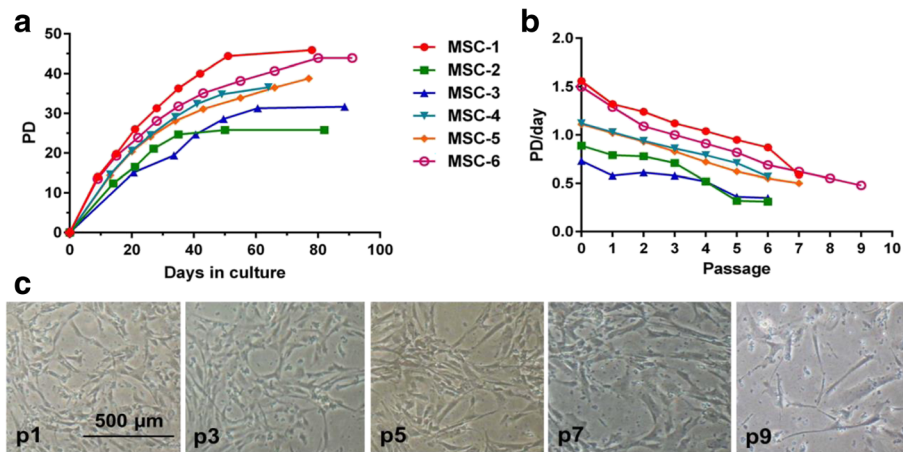 a
50
40
30
20
10
0
PD
0 20 40 60 80 100
Days in culture
MSC-1
MSC-2
MSC-3
MSC-4
MSC-5
MSC-6
b
2.0
1.5
1.0
0.5
0.0
PD/day
0 1 2 3 4 5 6 7 8 9 10
Passage
c
500 µm
p1
p3
p5
p7
p9